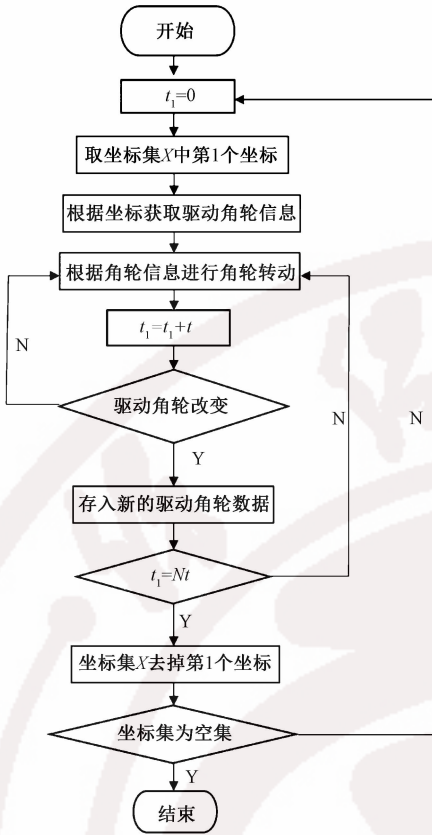 开始
t₁=0
取坐标集X中第1个坐标
根据坐标获取驱动角轮信息
根据角轮信息进行角轮转动
t₁=t₁+t
N
驱动角轮改变
N
N
Y
存入新的驱动角轮数据
t₁=Nt
Y
坐标集X去掉第1个坐标
坐标集为空集
Y
结束